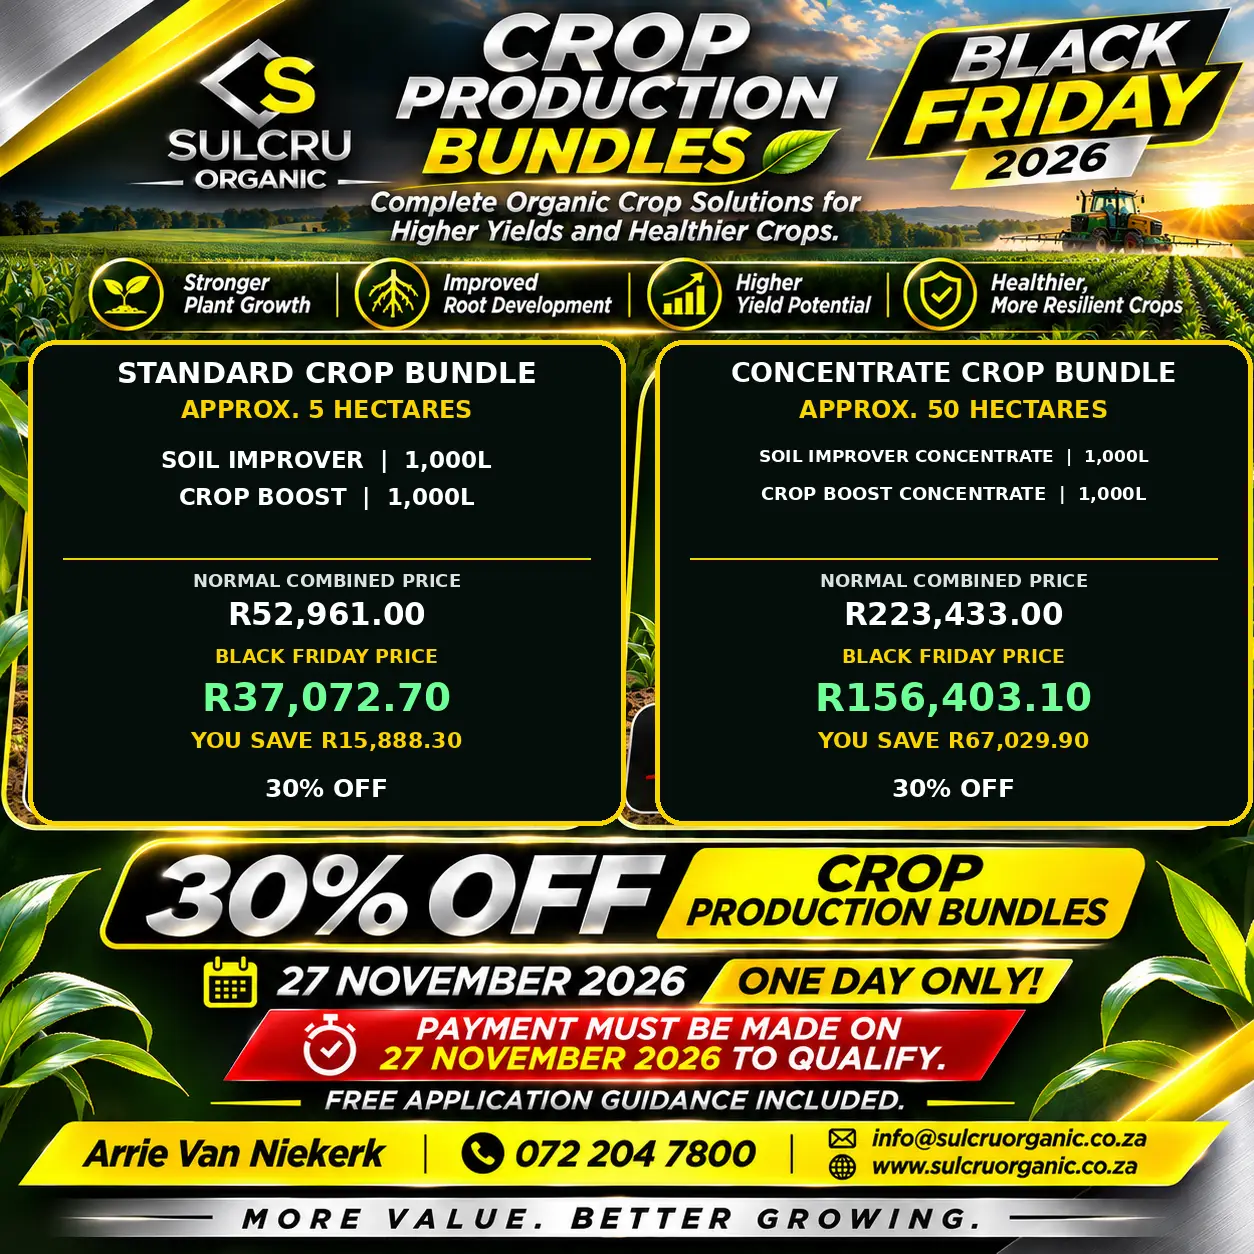 SULCRU
ORGANIC
CROP
PRODUCTION
BUNDLES
Complete Organic Crop Solutions for
Higher Yields and Healthier Crops.
BLACK
FRIDAY
2026
Stronger
Plant Growth
Improved
Root Development
Higher
Yield Potential
Healthier,
More Resilient Crops
STANDARD CROP BUNDLE
APPROX. 5 HECTARES
SOIL IMPROVER | 1,000L
CROP BOOST | 1,000L
NORMAL COMBINED PRICE
R52,961.00
BLACK FRIDAY PRICE
R37,072.70
YOU SAVE R15,888.30
30% OFF
CONCENTRATE CROP BUNDLE
APPROX. 50 HECTARES
SOIL IMPROVER CONCENTRATE | 1,000L
CROP BOOST CONCENTRATE | 1,000L
NORMAL COMBINED PRICE
R223,433.00
BLACK FRIDAY PRICE
R156,403.10
YOU SAVE R67,029.90
30% OFF
30% OFF
CROP
PRODUCTION BUNDLES
27 NOVEMBER 2026
ONE DAY ONLY!
PAYMENT MUST BE MADE ON
27 NOVEMBER 2026 TO QUALIFY.
FREE APPLICATION GUIDANCE INCLUDED.
Arrie Van Niekerk
072 204 7800
info@sulcruorganic.co.za
www.sulcruorganic.co.za
MORE VALUE. BETTER GROWING.